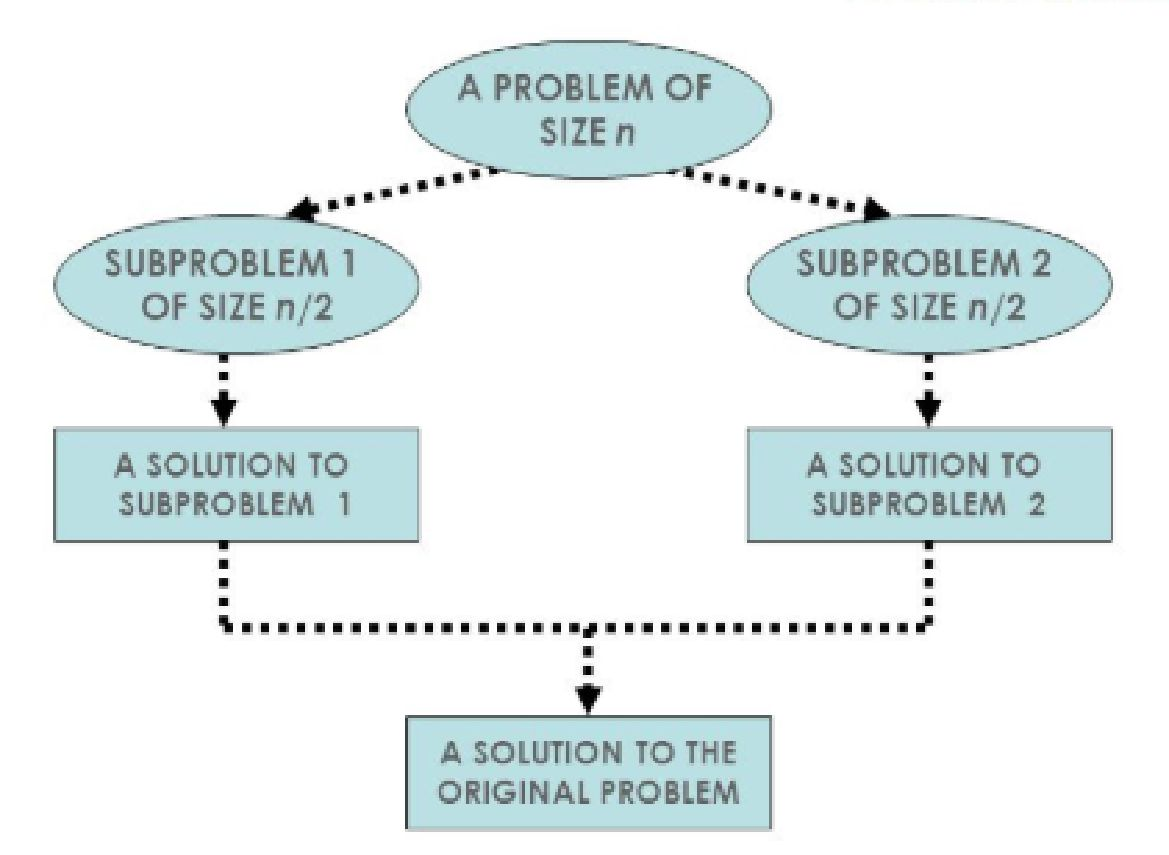 A PROBLEM OF
SIZE n
SUBPROBLEM 1
OF SIZE n/2
SUBPROBLEM 2
OF SIZE n/2
A SOLUTION TO
SUBPROBLEM 1
A SOLUTION TO
SUBPROBLEM 2
A SOLUTION TO THE
ORIGINAL PROBLEM